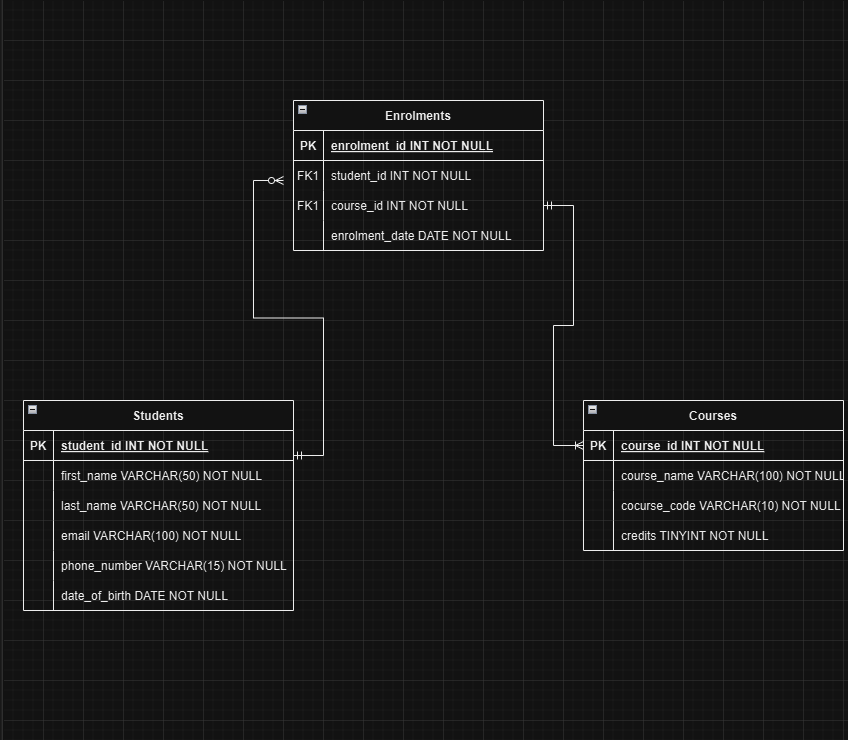 Enrolments
PK enrolment_id INT NOT NULL
FK1 student_id INT NOT NULL
FK1 course_id INT NOT NULL
enrolment_date DATE NOT NULL
Students
PK student_id INT NOT NULL
first_name VARCHAR(50) NOT NULL
last_name VARCHAR(50) NOT NULL
email VARCHAR(100) NOT NULL
phone_number VARCHAR(15) NOT NULL
date_of_birth DATE NOT NULL
Courses
PK course_id INT NOT NULL
course_name VARCHAR(100) NOT NULL
cocurse_code VARCHAR(10) NOT NULL
credits TINYINT NOT NULL